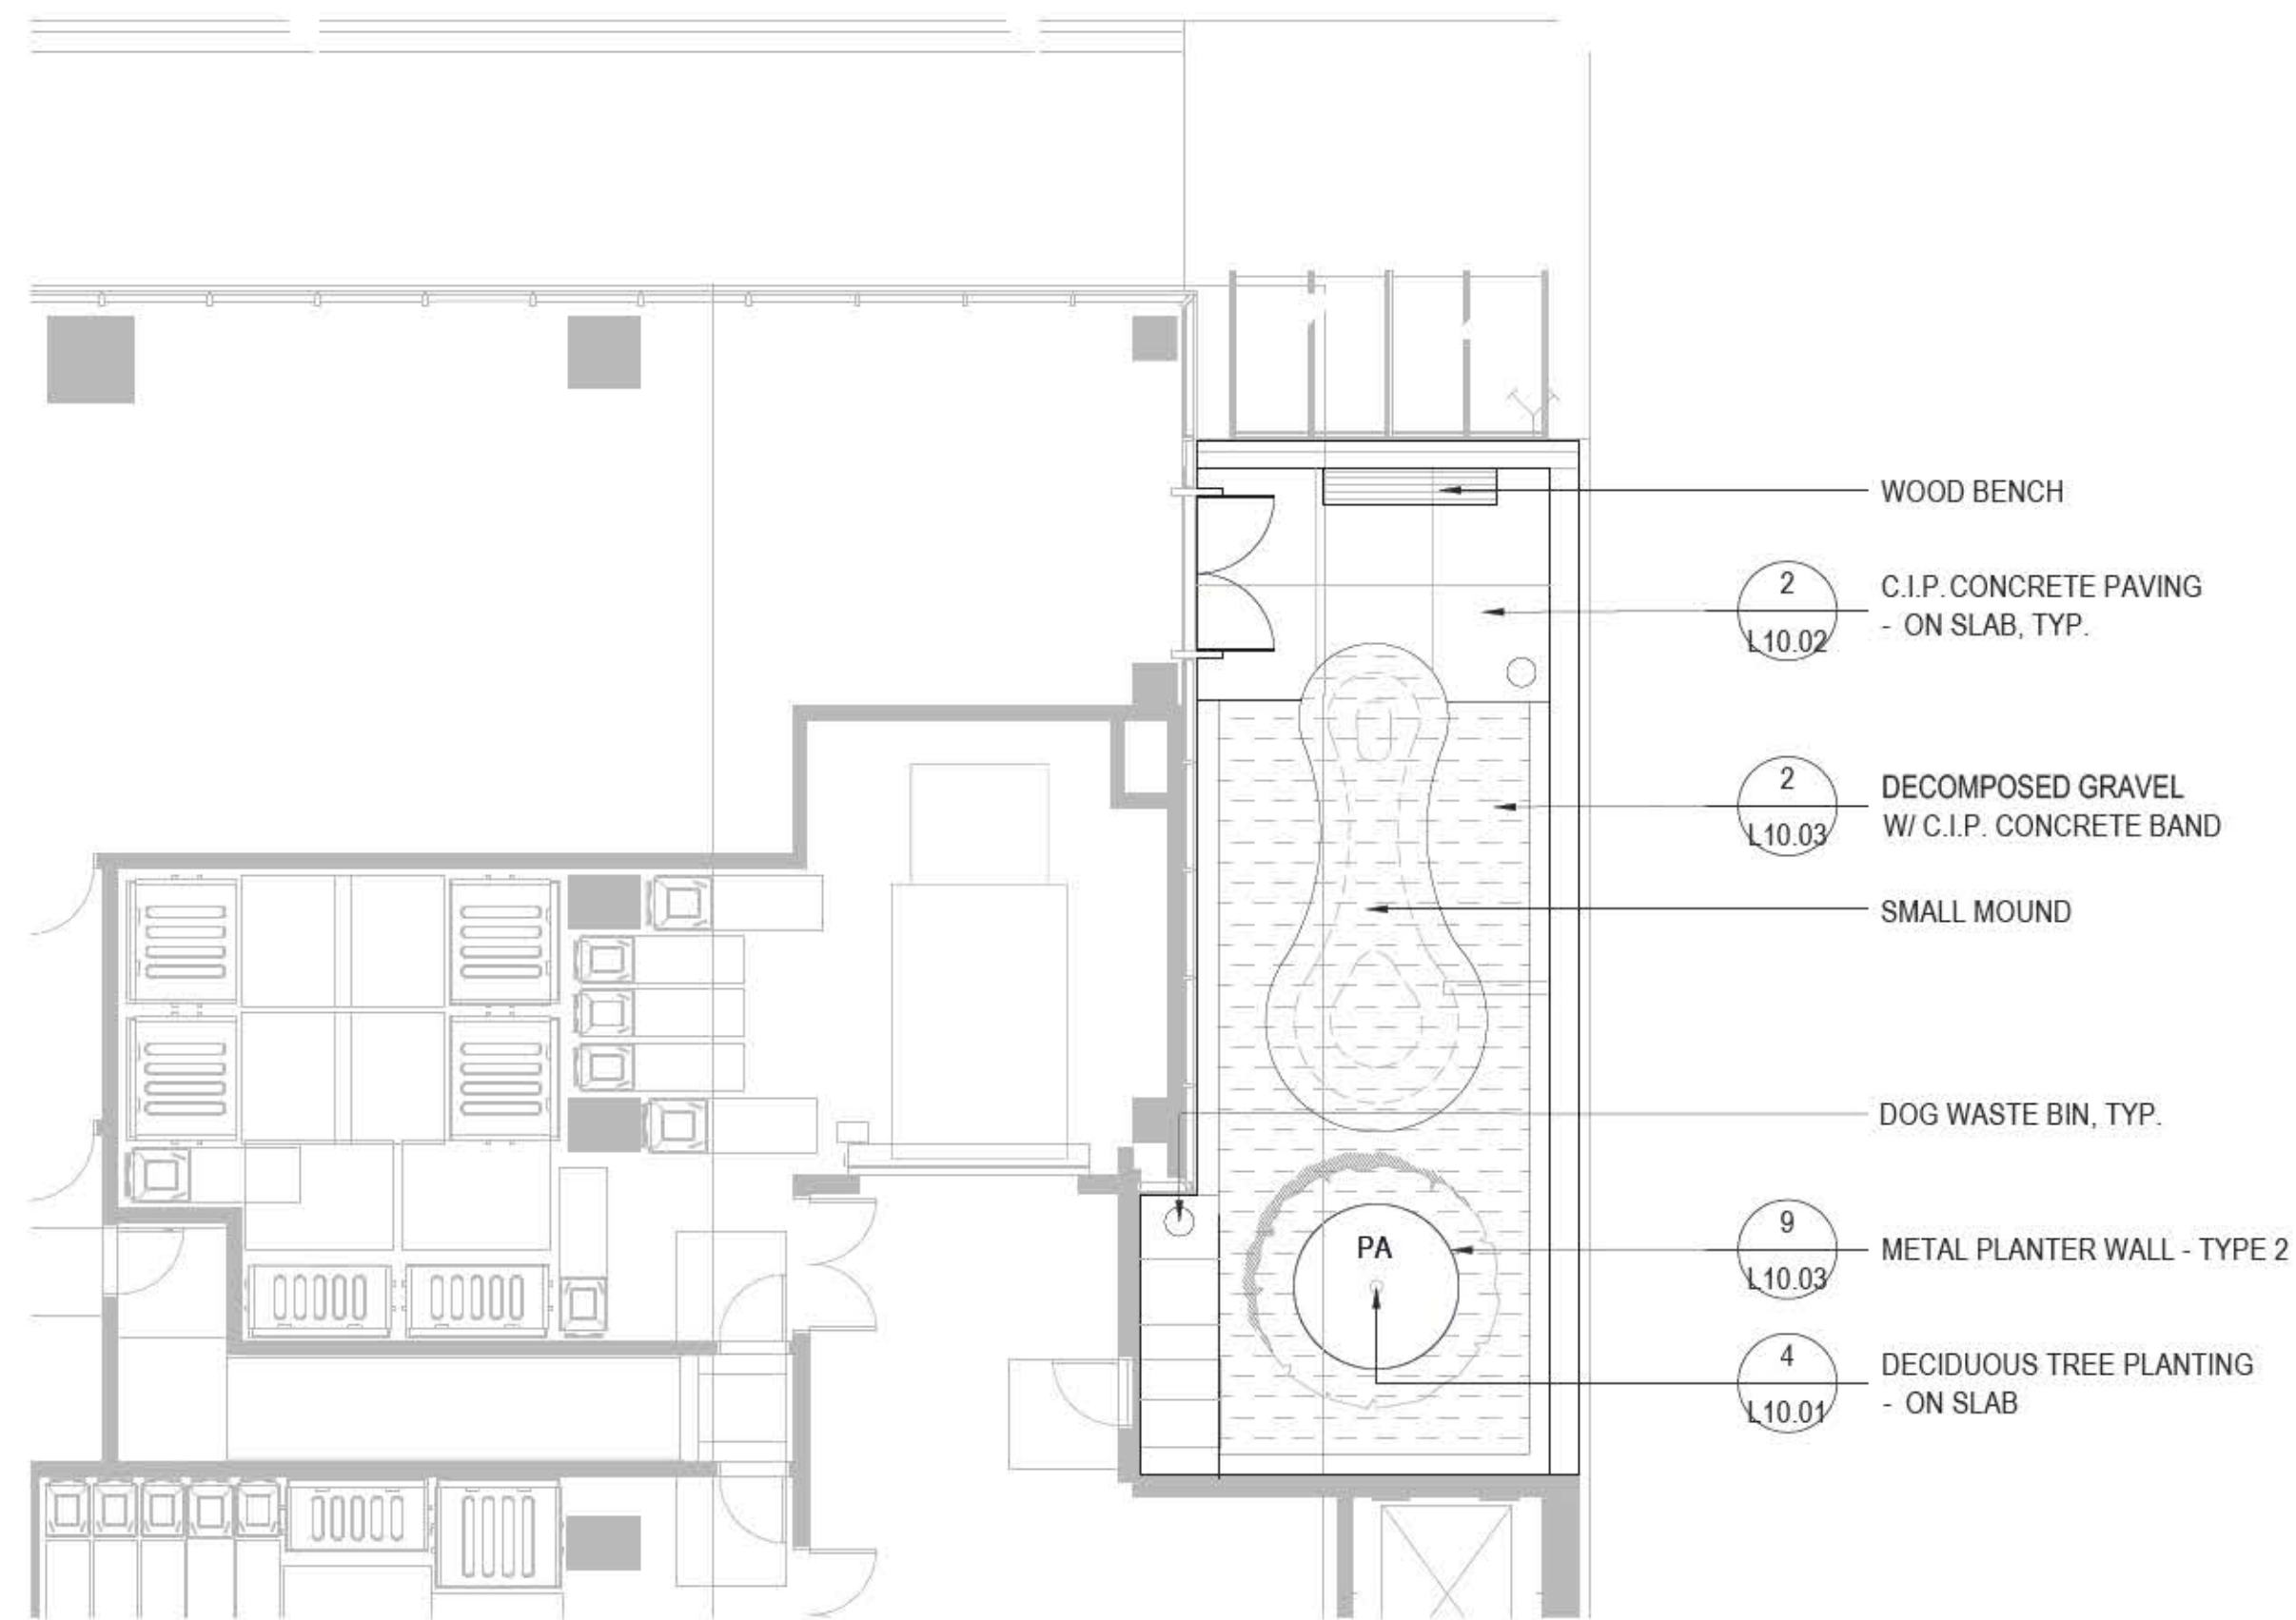 WOOD BENCH
2
L10.02
C.I.P. CONCRETE PAVING
- ON SLAB, TYP.
2
L10.03
DECOMPOSED GRAVEL
W/ C.I.P. CONCRETE BAND
SMALL MOUND
DOG WASTE BIN, TYP.
PA
9
L10.03
METAL PLANTER WALL - TYPE 2
4
L10.01
DECIDUOUS TREE PLANTING
- ON SLAB